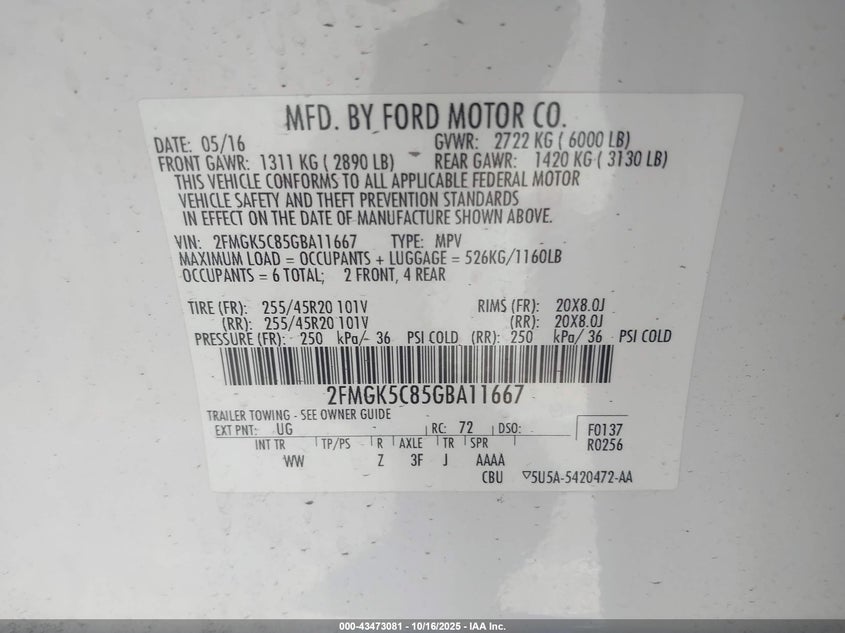 MFD. BY FORD MOTOR CO.
DATE: 05/16 GVWR: 2722 KG ( 6000 LB)
FRONT GAWR: 1311 KG ( 2890 LB) REAR GAWR: 1420 KG ( 3130 LB)
THIS VEHICLE CONFORMS TO ALL APPLICABLE FEDERAL MOTOR
VEHICLE SAFETY AND THEFT PREVENTION STANDARDS
IN EFFECT ON THE DATE OF MANUFACTURE SHOWN ABOVE.
VIN: 2FMGK5C85GBA11667 TYPE: MPV
MAXIMUM LOAD = OCCUPANTS + LUGGAGE = 526KG/1160LB
OCCUPANTS = 6 TOTAL; 2 FRONT, 4 REAR
TIRE (FR): 255/45R20 101V RIMS (FR): 20X8.0J
(RR): 255/45R20 101V (RR): 20X8.0J
PRESSURE (FR): 250 kPa/- 36 PSI COLD (RR): 250 kPa/ 36 PSI COLD
2FMGK5C85GBA11667
TRAILER TOWING - SEE OWNER GUIDE
EXT PNT: UG RC: 72 DSO: F0137
INT TR TP/PS R AXLE TR SPR R0256
WW Z 3F J AAAA
CBU ▽5U5A-5420472-AA
000-43473081 - 10/16/2025 - IAA Inc.